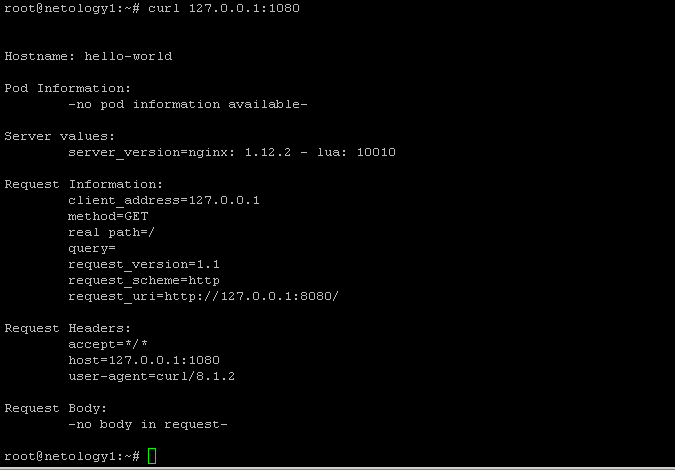 root@netology1:~# curl 127.0.0.1:1080
Hostname: hello-world
Pod Information:
-no pod information available-
Server values:
server_version=nginx: 1.12.2 - lua: 10010
Request Information:
client_address=127.0.0.1
method=GET
real path=/
query=
request_version=1.1
request_scheme=http
request_uri=http://127.0.0.1:8080/
Request Headers:
accept=*/*
host=127.0.0.1:1080
user-agent=curl/8.1.2
Request Body:
-no body in request-
root@netology1:~#